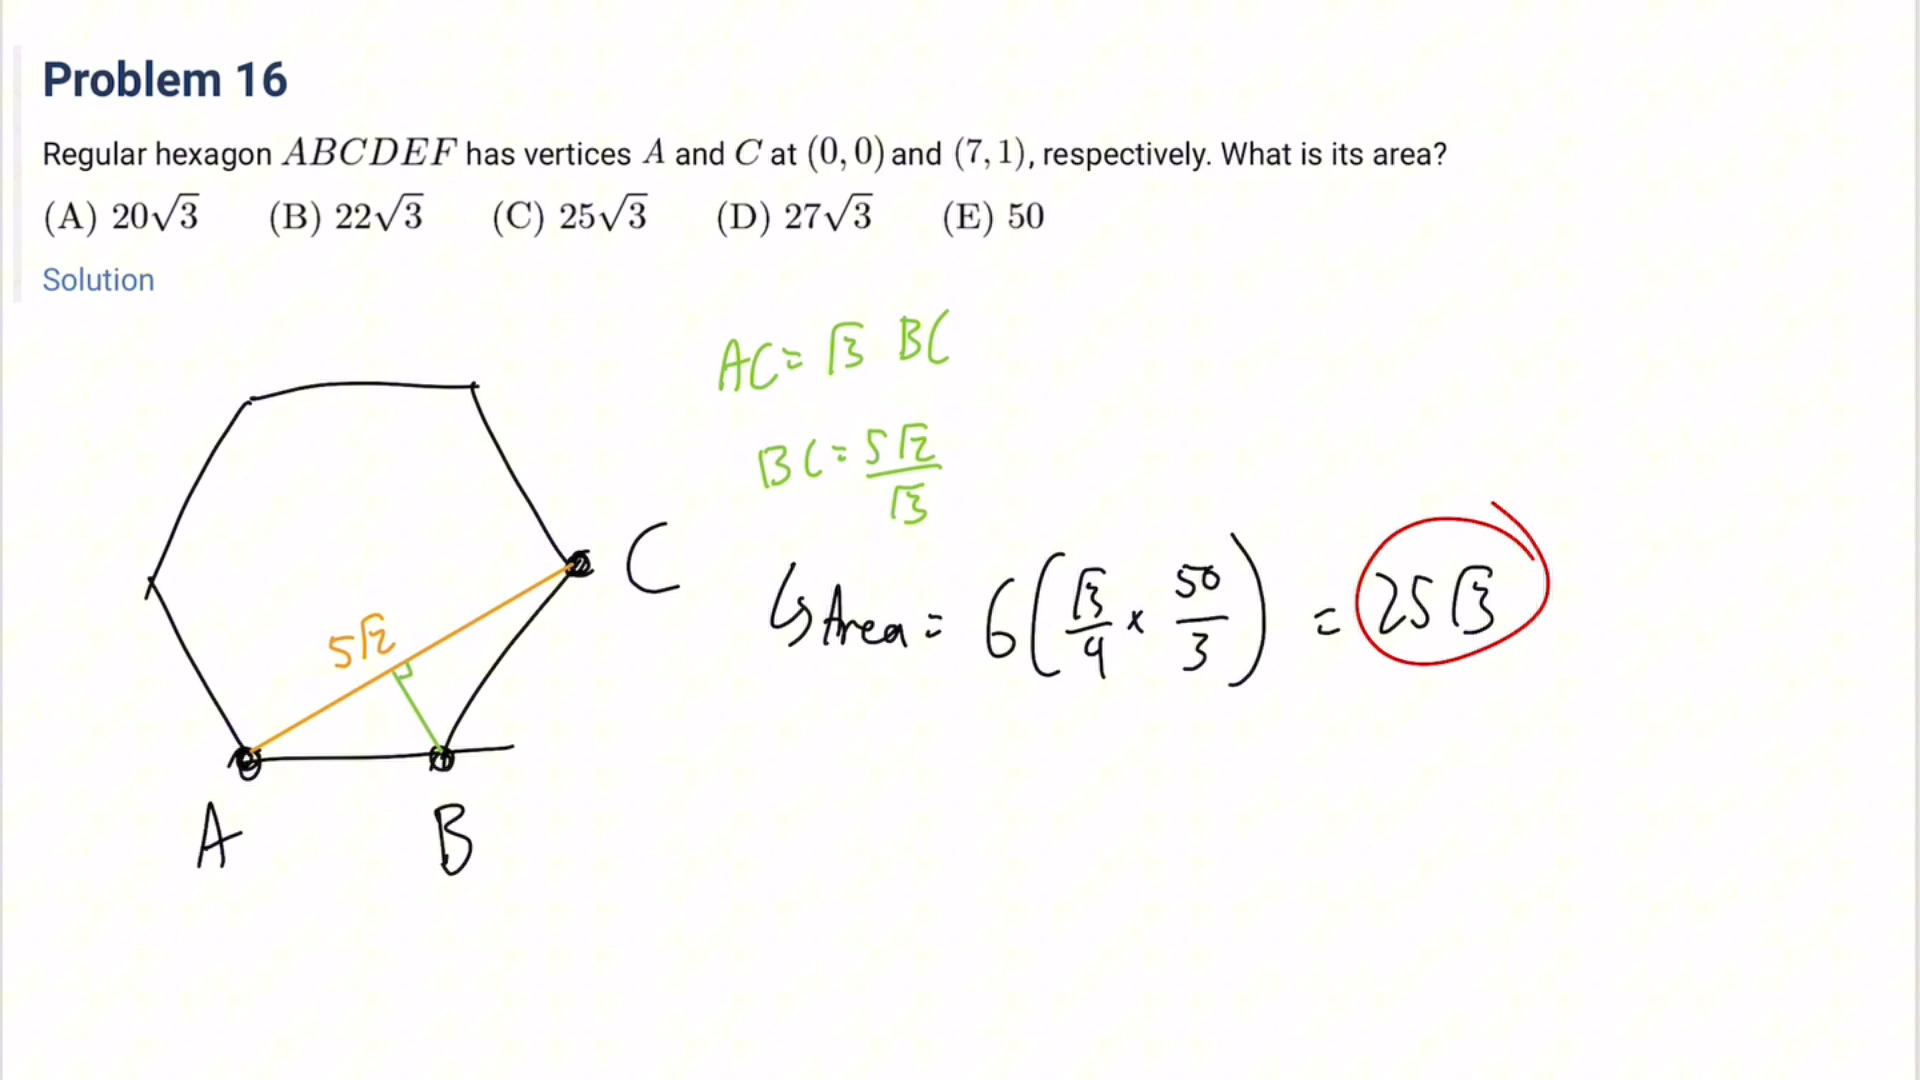 Problem 16
Regular hexagon ABCDEF has vertices A and C at (0, 0) and (7, 1), respectively. What is its area?
(A) 20√3 (B) 22√3 (C) 25√3 (D) 27√3 (E) 50
Solution
AC = √3 BC
BC = 5√2/√3
C
↳ Area = 6(√3/4 × 50/3) = 25√3
5√2
A B